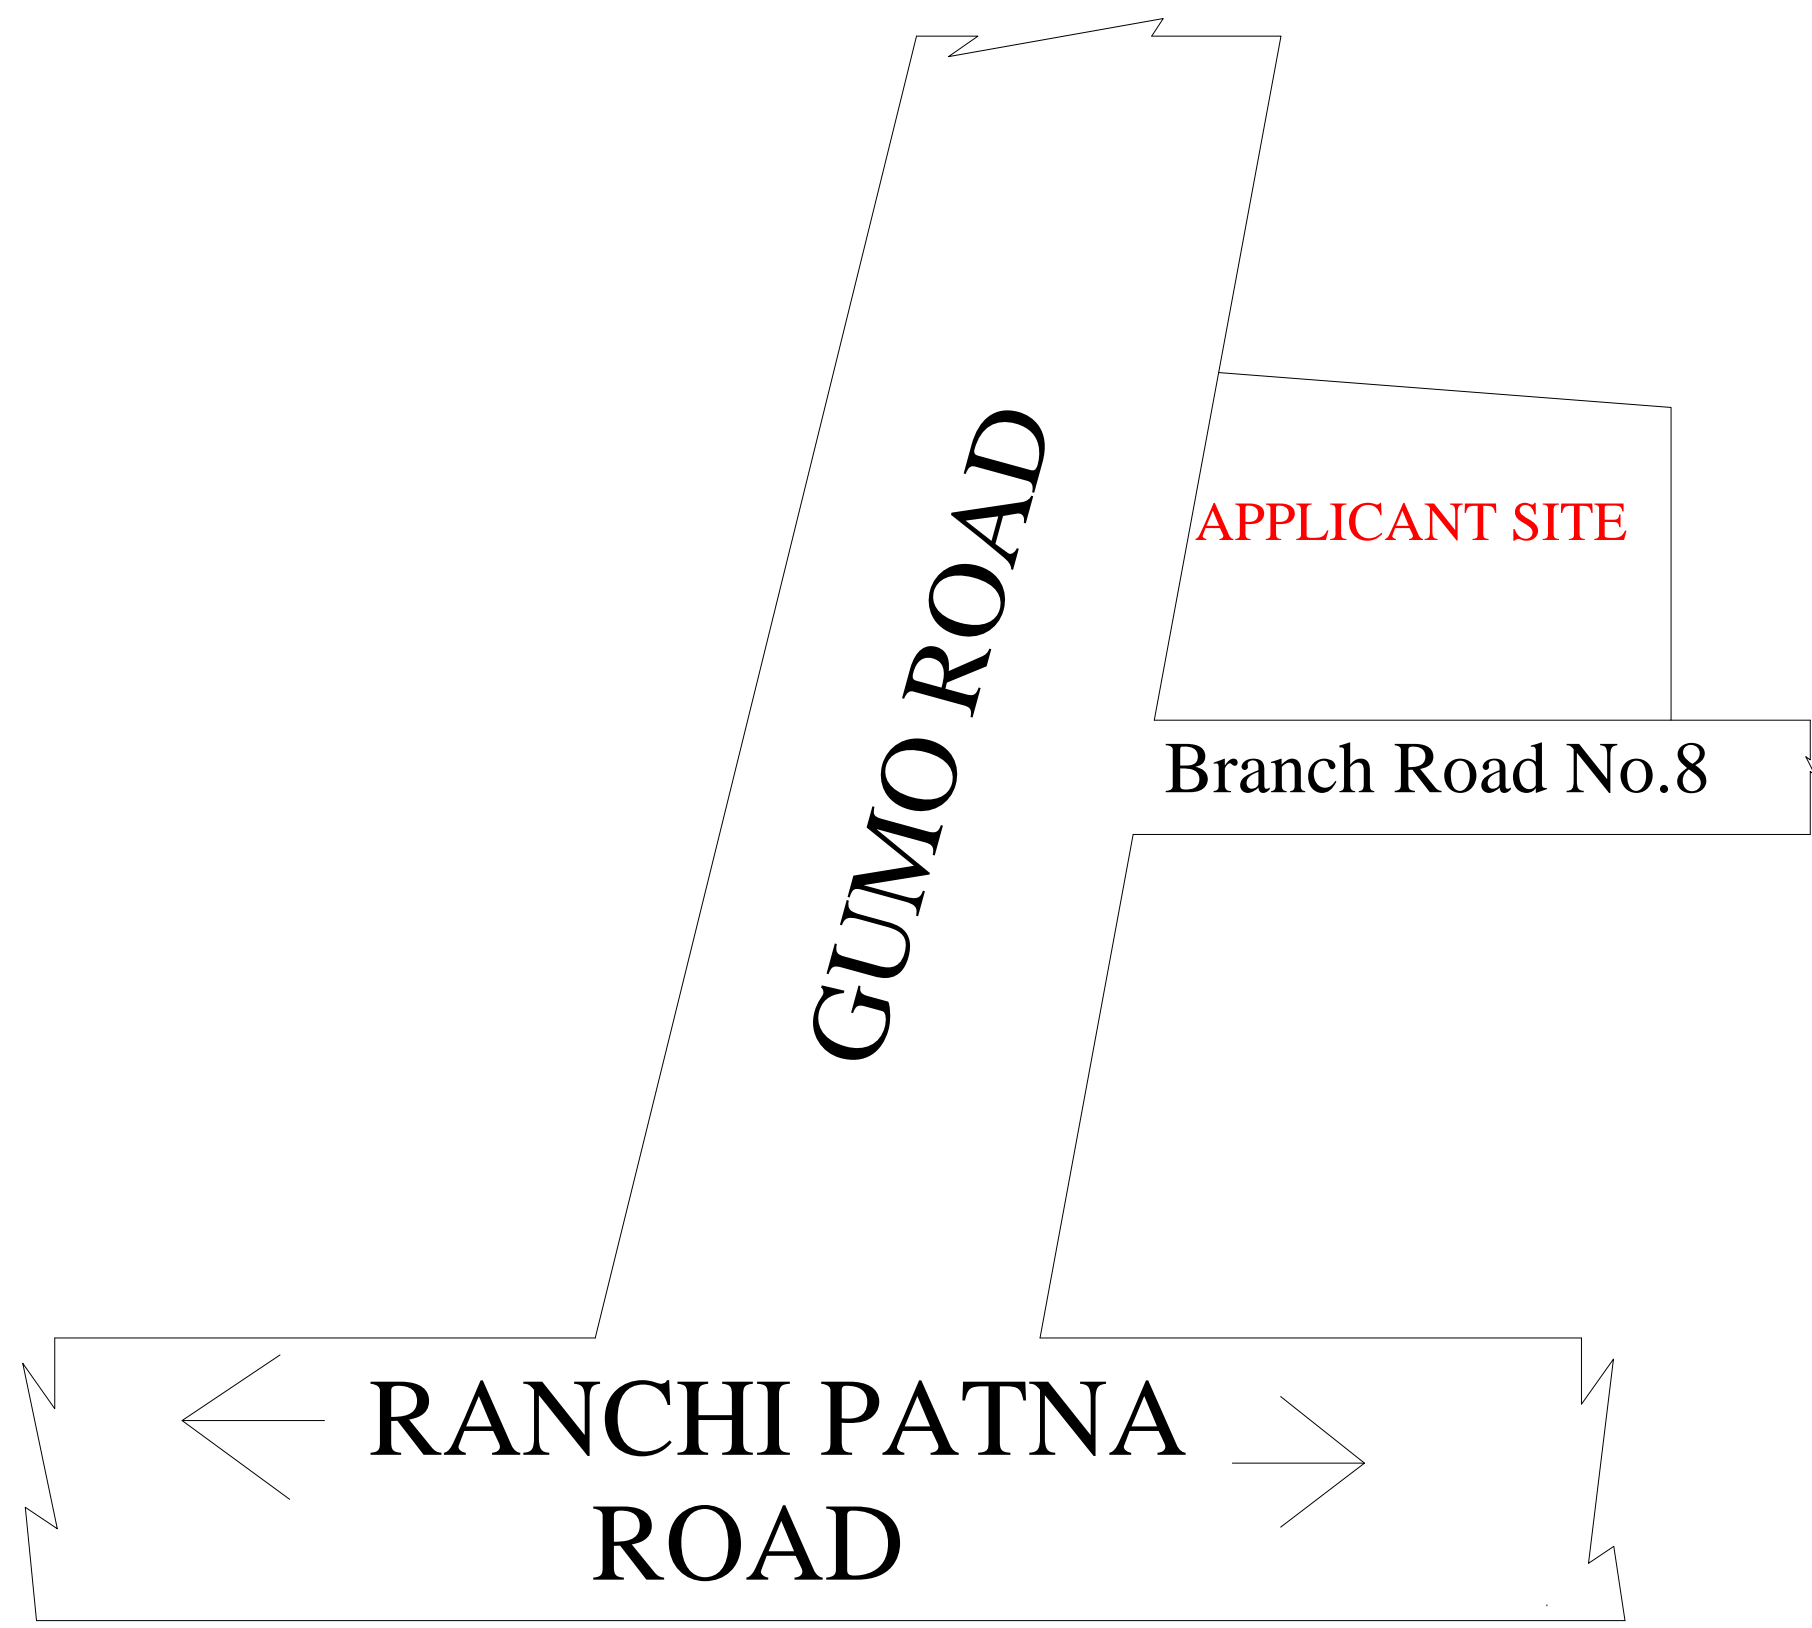 GUMO ROAD
APPLICANT SITE
Branch Road No.8
RANCHI PATNA
ROAD